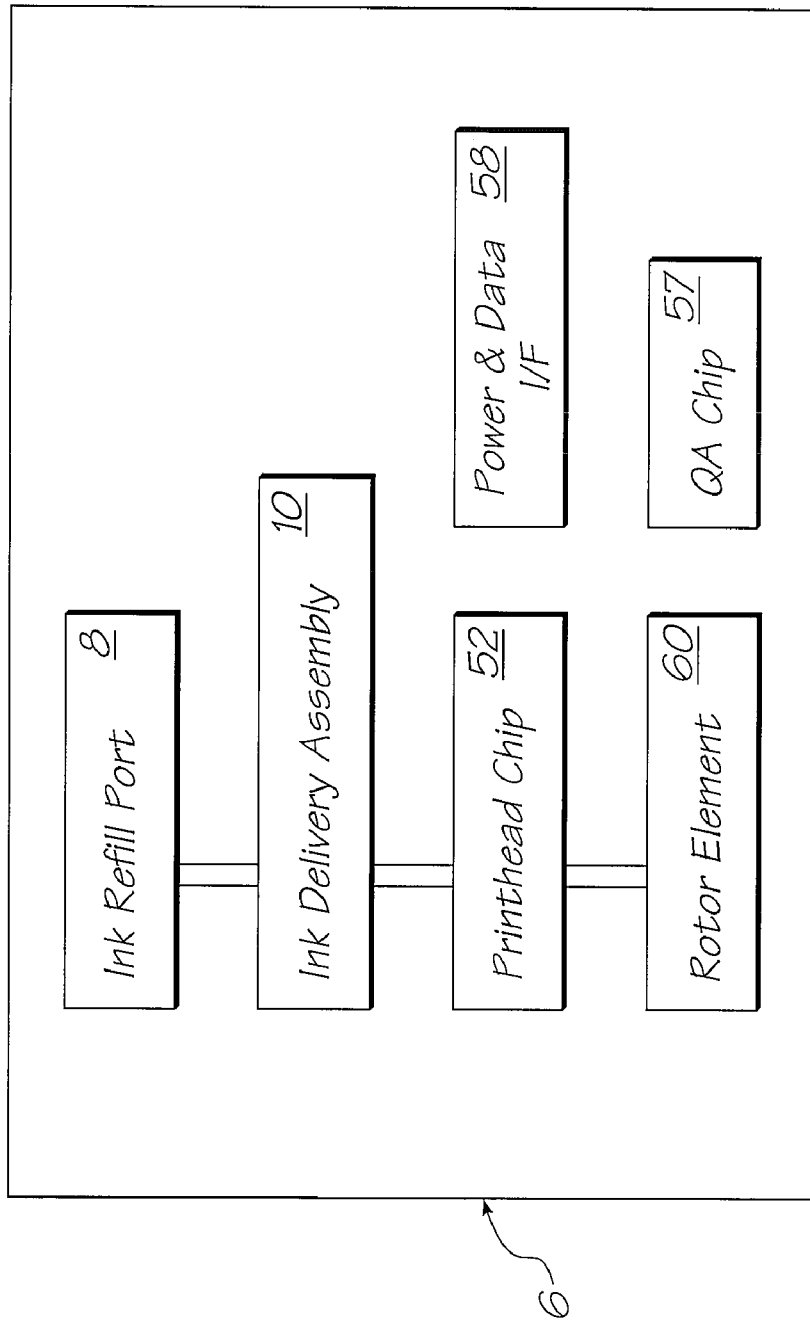 Ink Refill Port 8
Ink Delivery Assembly 10
Printhead Chip 52
Power & Data 58
I/F
Rotor Element 60
QA Chip 57
6